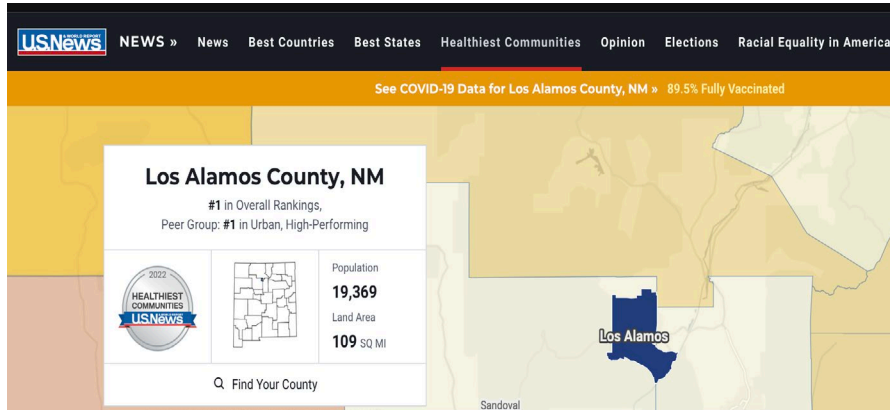 U.S.News
& WORLD REPORT
NEWS »
News
Best Countries
Best States
Healthiest Communities
Opinion
Elections
Racial Equality in America
See COVID-19 Data for Los Alamos County, NM » 89.5% Fully Vaccinated
Los Alamos County, NM
#1 in Overall Rankings,
Peer Group: #1 in Urban, High-Performing
2022
HEALTHIEST
COMMUNITIES
U.S.News
Population
19,369
Land Area
109 SQ MI
Find Your County
Los Alamos
Sandoval